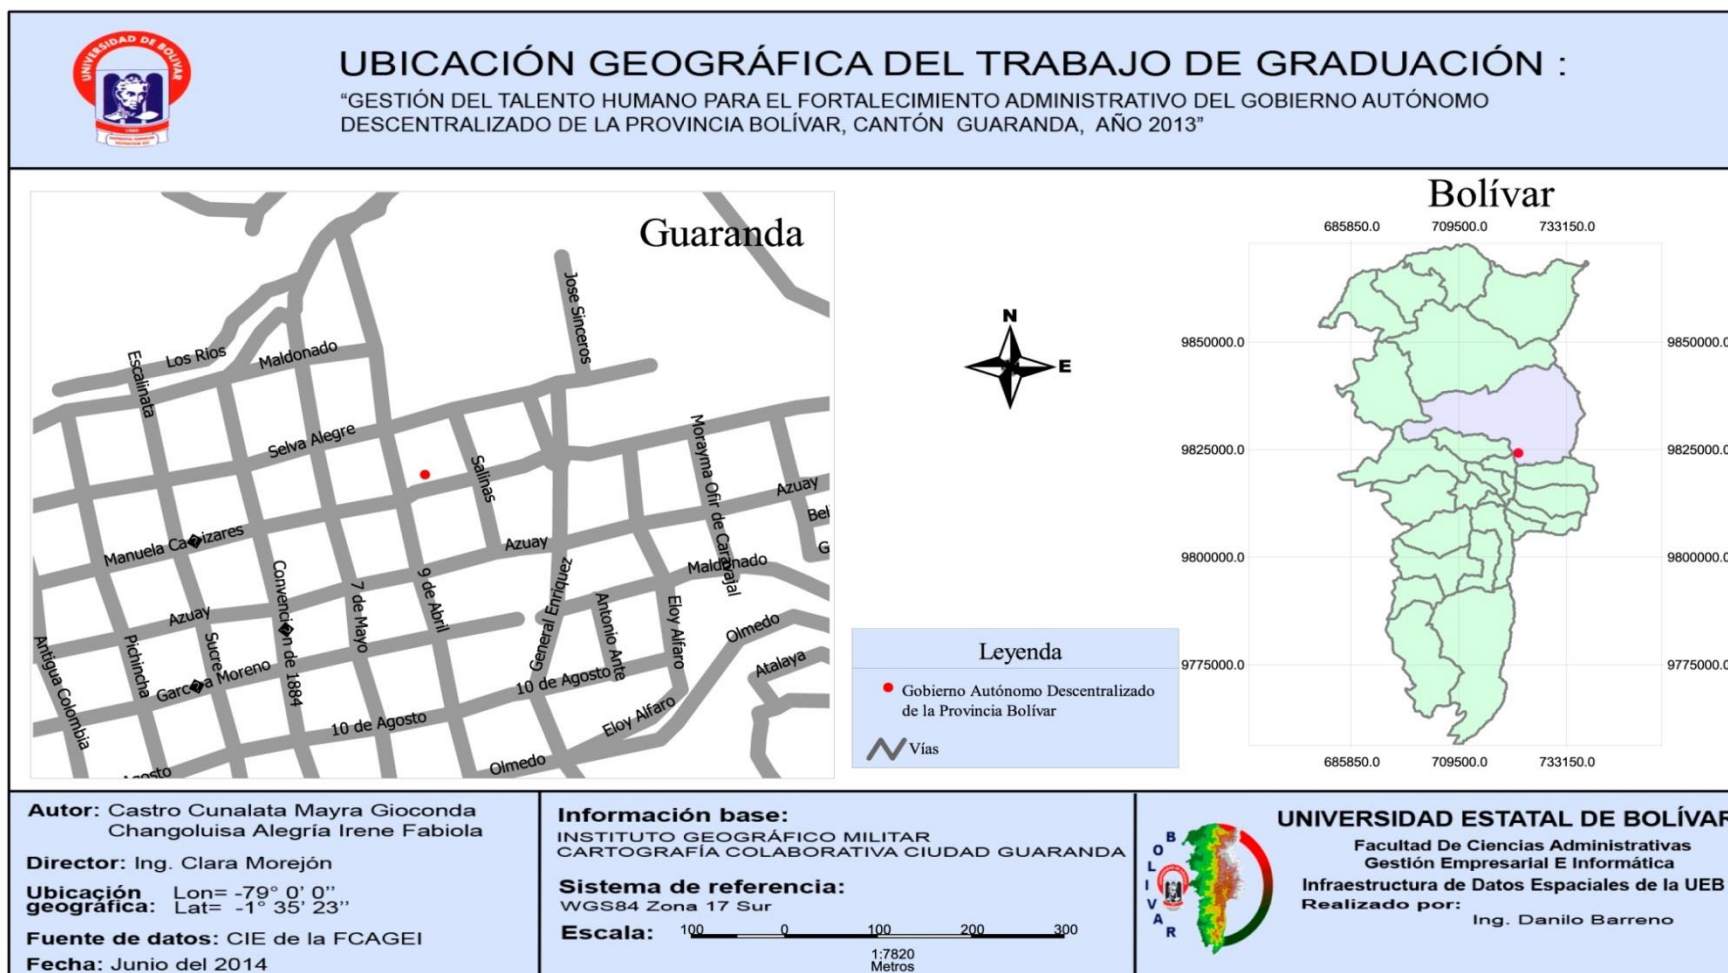 UNIVERSIDAD DE BOLIVAR
UBICACIÓN GEOGRÁFICA DEL TRABAJO DE GRADUACIÓN :
“GESTIÓN DEL TALENTO HUMANO PARA EL FORTALECIMIENTO ADMINISTRATIVO DEL GOBIERNO AUTÓNOMO
DESCENTRALIZADO DE LA PROVINCIA BOLÍVAR, CANTÓN GUARANDA, AÑO 2013”
Guaranda
Jose Sinceros
Los Rios
Maldonado
Escalinata
Selva Alegre
Salinas
Morayma Ofir de Caravajal
Azuay
Bel
G
Manuela Ca�izares
Azuay
Maldonado
Convenci�n de 1884
7 de Mayo
9 de Abril
General Enriquez
Antonio Ante
Eloy Alfaro
Olmedo
Azuay
Antigua Colombia
Pichincha
Sucre
Garc�a Moreno
10 de Agosto
Atalaya
10 de Agosto
Eloy Alfaro
Olmedo
Agosto
N
E
Bolívar
685850.0 709500.0 733150.0
9850000.0 9850000.0
9825000.0 9825000.0
9800000.0 9800000.0
9775000.0 9775000.0
685850.0 709500.0 733150.0
Leyenda
Gobierno Autónomo Descentralizado
de la Provincia Bolívar
Vías
Autor: Castro Cunalata Mayra Gioconda
Changoluisa Alegría Irene Fabiola
Director: Ing. Clara Morejón
Ubicación Lon= -79° 0' 0''
geográfica: Lat= -1° 35' 23''
Fuente de datos: CIE de la FCAGEI
Fecha: Junio del 2014
Información base:
INSTITUTO GEOGRÁFICO MILITAR
CARTOGRAFÍA COLABORATIVA CIUDAD GUARANDA
Sistema de referencia:
WGS84 Zona 17 Sur
Escala: 100 0 100 200 300
1:7820
Metros
BOLIVAR
UNIVERSIDAD ESTATAL DE BOLÍVAR
Facultad De Ciencias Administrativas
Gestión Empresarial E Informática
Infraestructura de Datos Espaciales de la UEB
Realizado por:
Ing. Danilo Barreno